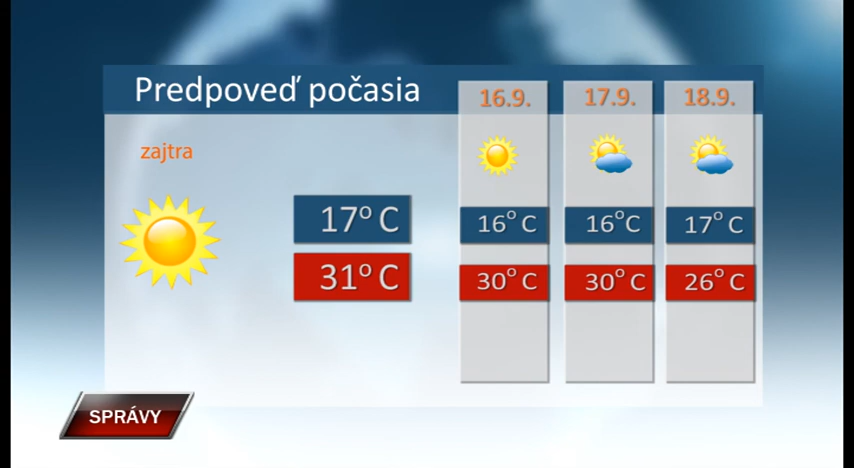 Predpoveď počasia
zajtra
17° C
31° C
16.9. 17.9. 18.9.
16° C 16°C 17° C
30° C 30° C 26° C
SPRÁVY